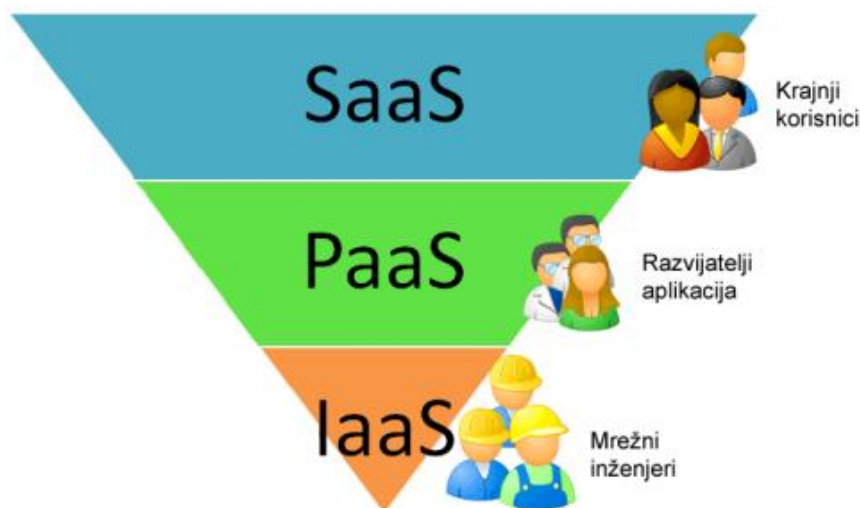 SaaS
Krajnji
korisnici
PaaS
Razvijatelji
aplikacija
IaaS
Mrežni
inženjeri